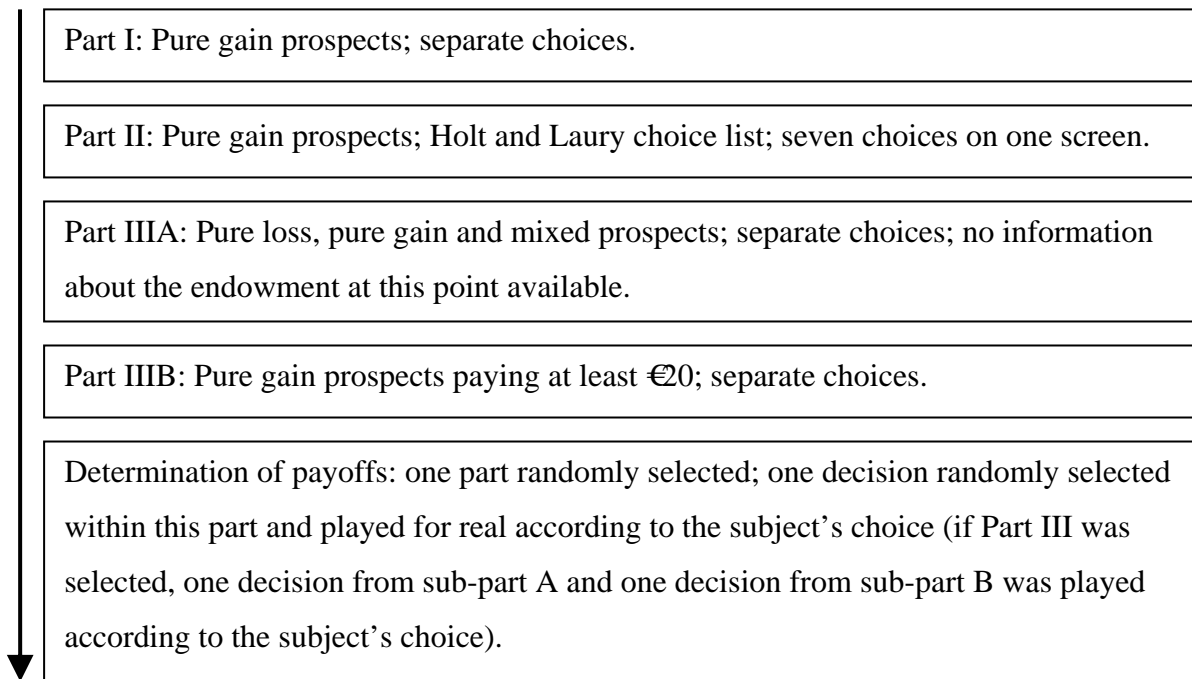 Part I: Pure gain prospects; separate choices.
Part II: Pure gain prospects; Holt and Laury choice list; seven choices on one screen.
Part IIIA: Pure loss, pure gain and mixed prospects; separate choices; no information
about the endowment at this point available.
Part IIIB: Pure gain prospects paying at least €20; separate choices.
Determination of payoffs: one part randomly selected; one decision randomly selected
within this part and played for real according to the subject’s choice (if Part III was
selected, one decision from sub-part A and one decision from sub-part B was played
according to the subject’s choice).